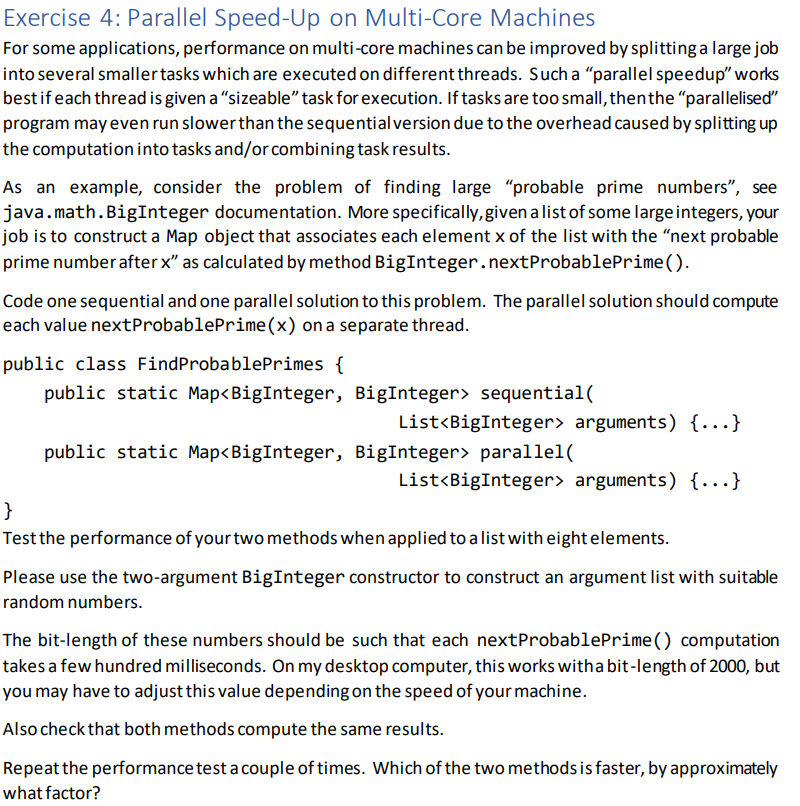 Exercise 4: Parallel Speed-Up on Multi-Core Machines
For some applications, performance on multi-core machines can be improved by splitting a large job
into several smaller tasks which are executed on different threads. Such a “parallel speedup” works
best if each thread is given a “sizeable” task for execution. If tasks are too small, then the “parallelised”
program may even run slower than the sequential version due to the overhead caused by splitting up
the computation into tasks and/or combining task results.
As an example, consider the problem of finding large “probable prime numbers”, see
java.math.BigInteger documentation. More specifically, given a list of some large integers, your
job is to construct a Map object that associates each element x of the list with the “next probable
prime number after x” as calculated by method BigInteger.nextProbablePrime().
Code one sequential and one parallel solution to this problem. The parallel solution should compute
each value nextProbablePrime(x) on a separate thread.
public class FindProbablePrimes {
public static Map<BigInteger, BigInteger> sequential(
List<BigInteger> arguments) {...}
public static Map<BigInteger, BigInteger> parallel(
List<BigInteger> arguments) {...}
}
Test the performance of your two methods when applied to a list with eight elements.
Please use the two-argument BigInteger constructor to construct an argument list with suitable
random numbers.
The bit-length of these numbers should be such that each nextProbablePrime() computation
takes a few hundred milliseconds. On my desktop computer, this works with a bit-length of 2000, but
you may have to adjust this value depending on the speed of your machine.
Also check that both methods compute the same results.
Repeat the performance test a couple of times. Which of the two methods is faster, by approximately
what factor?